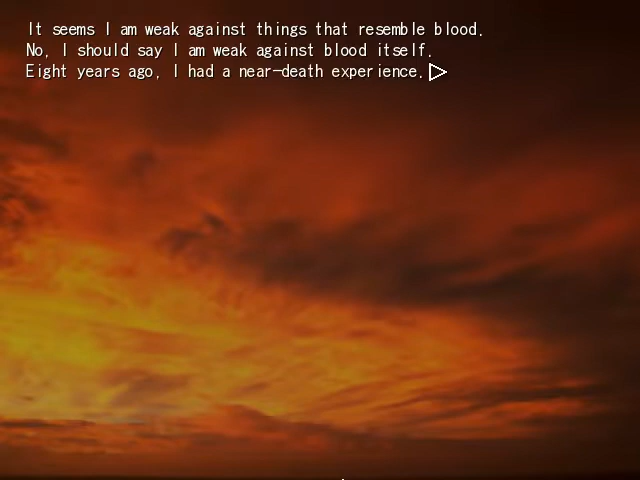 It seems I am weak against things that resemble blood.
No, I should say I am weak against blood itself.
Eight years ago, I had a near-death experience.